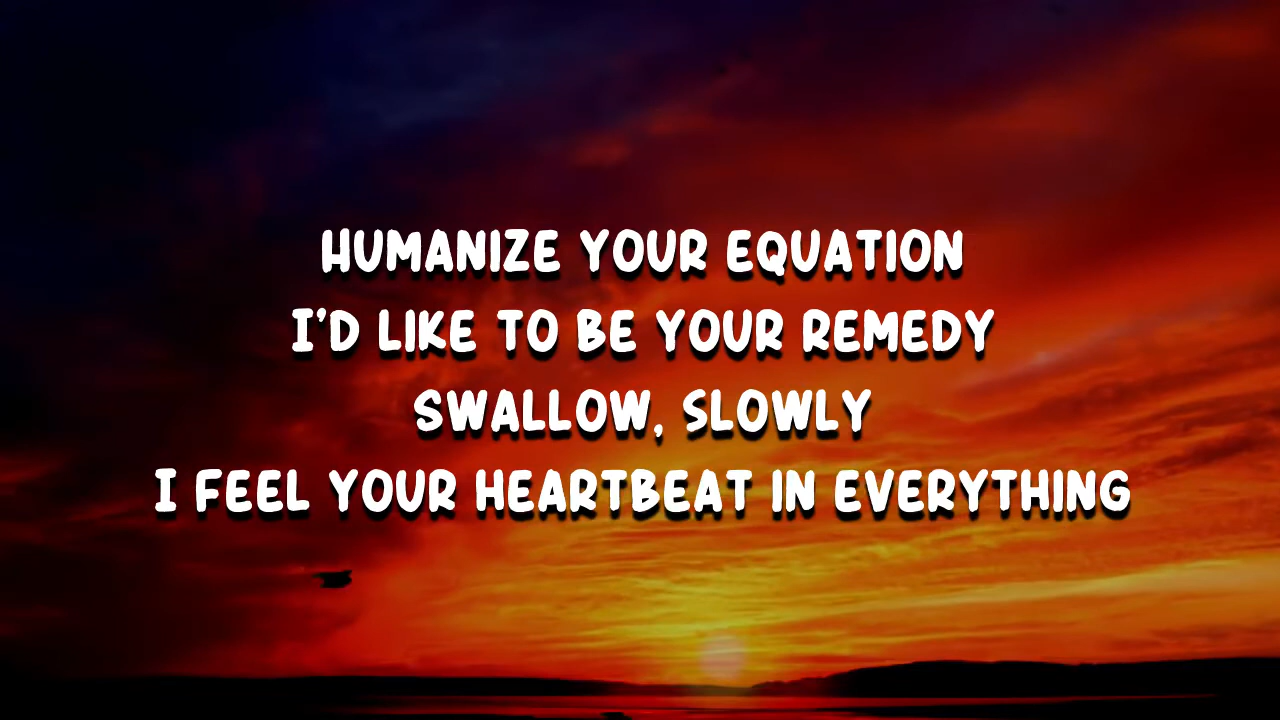 HUMANIZE YOUR EQUATION
I'D LIKE TO BE YOUR REMEDY
SWALLOW, SLOWLY
I FEEL YOUR HEARTBEAT IN EVERYTHING